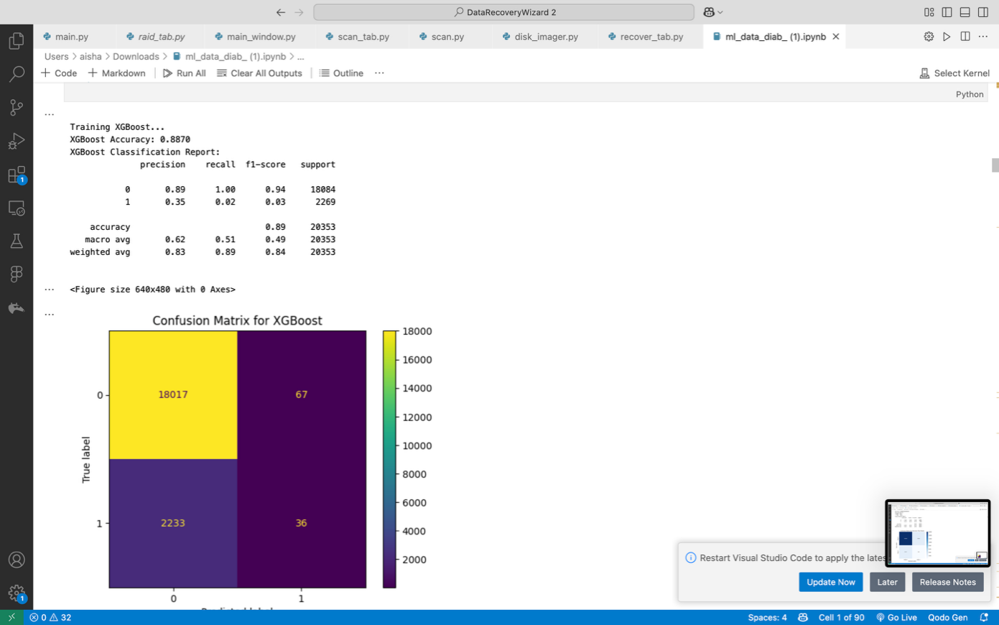 DataRecoveryWizard 2
main.py
raid_tab.py
main_window.py
scan_tab.py
scan.py
disk_imager.py
recover_tab.py
ml_data_diab_ (1).ipynb
Users > aisha > Downloads > ml_data_diab_ (1).ipynb > ...
+ Code + Markdown Run All Clear All Outputs Outline ... Select Kernel
Python
Training XGBoost...
XGBoost Accuracy: 0.8870
XGBoost Classification Report:
precision recall f1-score support
0 0.89 1.00 0.94 18084
1 0.35 0.02 0.03 2269
accuracy 0.89 20353
macro avg 0.62 0.51 0.49 20353
weighted avg 0.83 0.89 0.84 20353
<Figure size 640x480 with 0 Axes>
Confusion Matrix for XGBoost
18000
16000
14000
12000
10000
8000
6000
4000
2000
True label
0
18017 67
1
2233 36
0 1
1
Restart Visual Studio Code to apply the lates
Update Now Later Release Notes
1
0 32 Spaces: 4 Cell 1 of 90 Go Live Qodo Gen